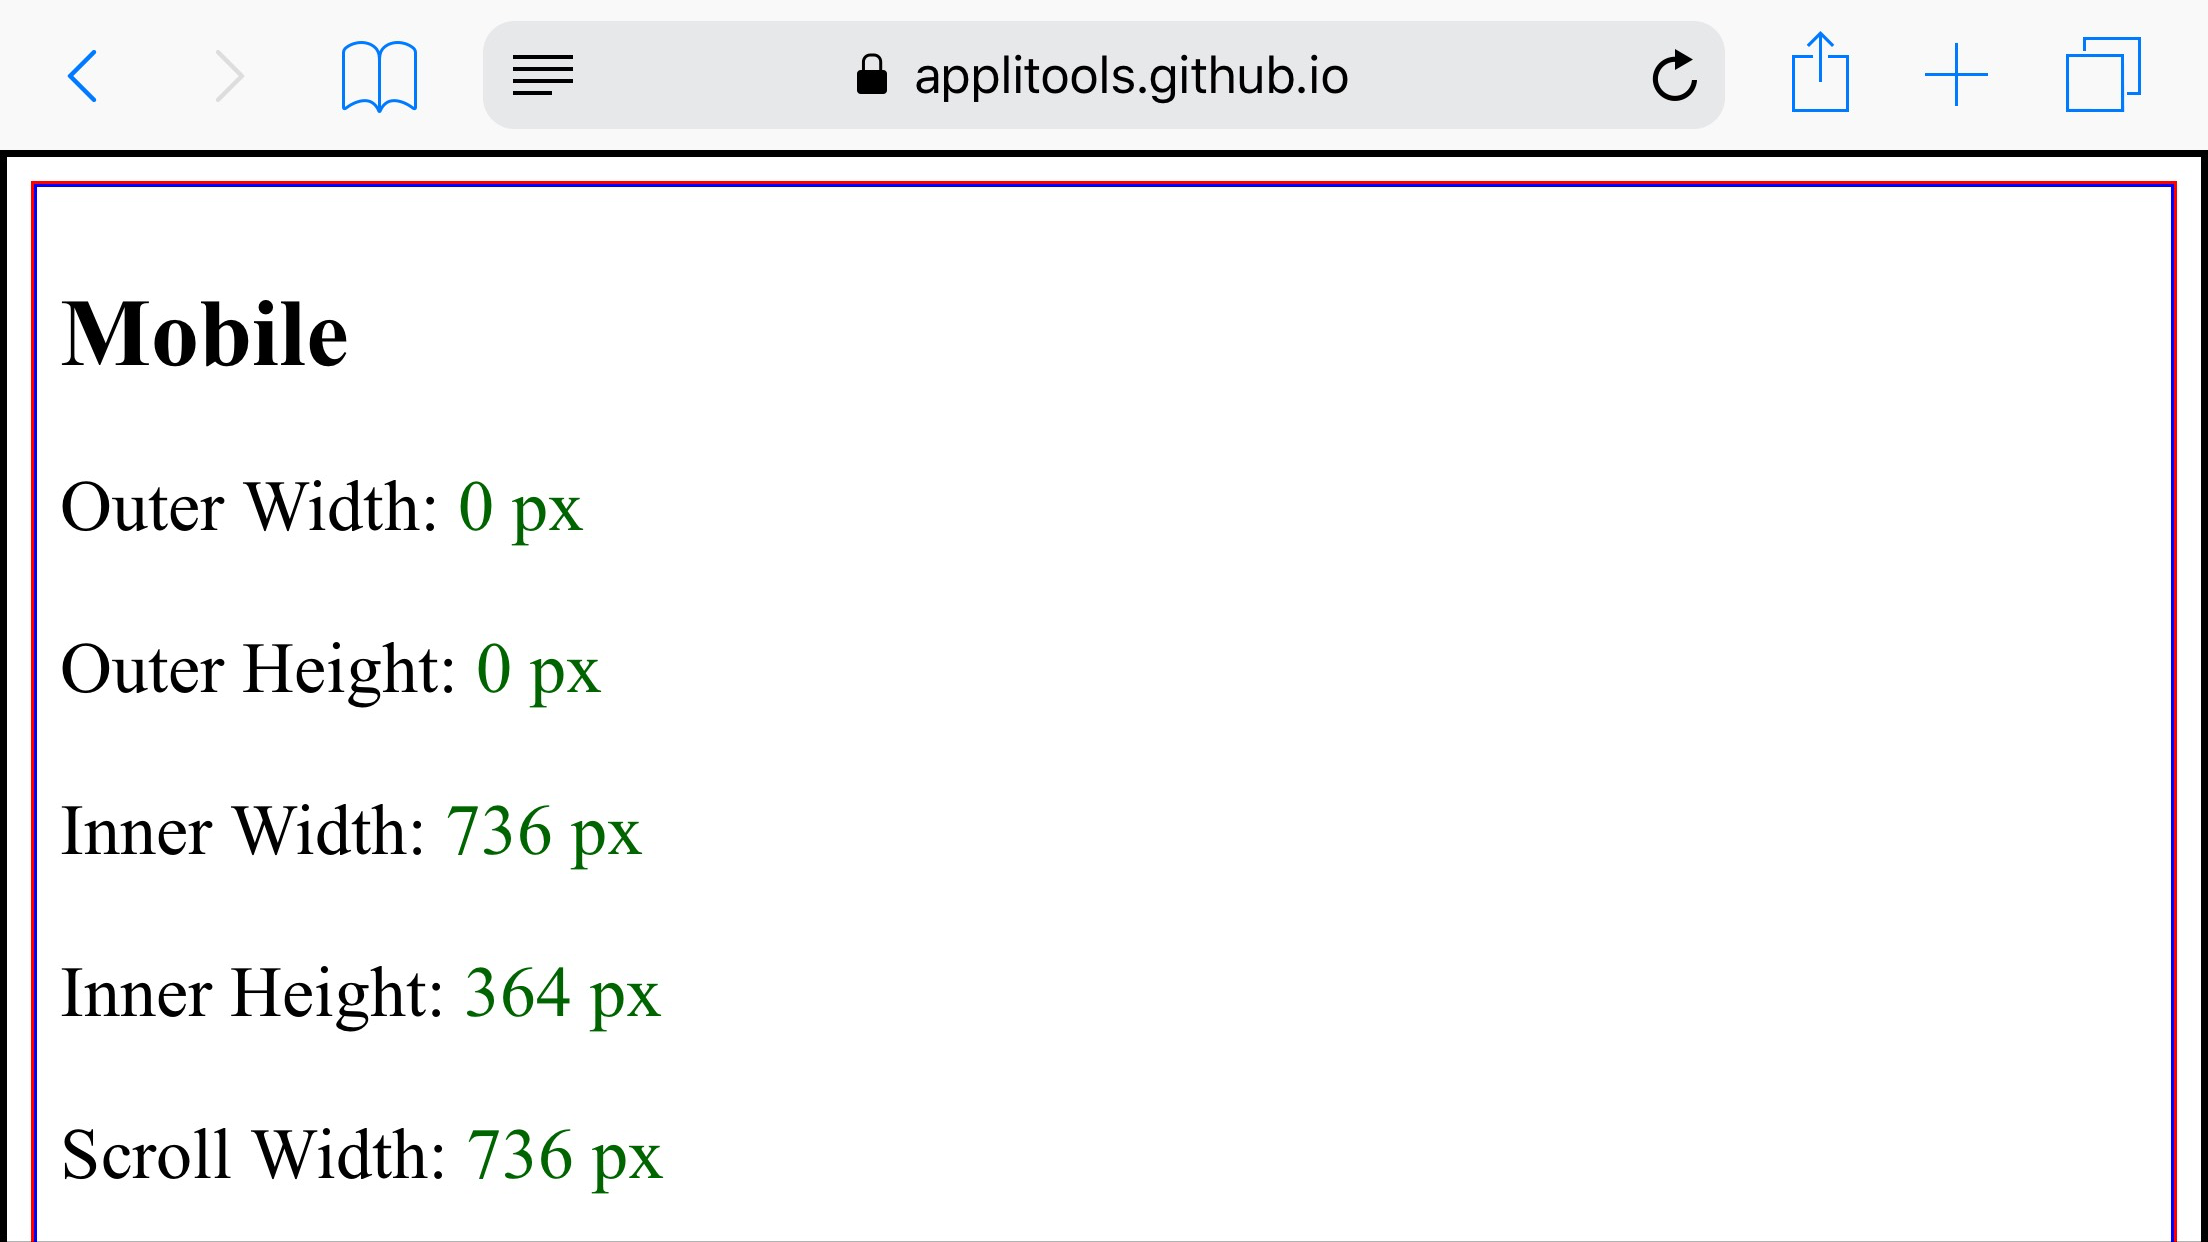 applitools.github.io
Mobile
Outer Width: 0 px
Outer Height: 0 px
Inner Width: 736 px
Inner Height: 364 px
Scroll Width: 736 px